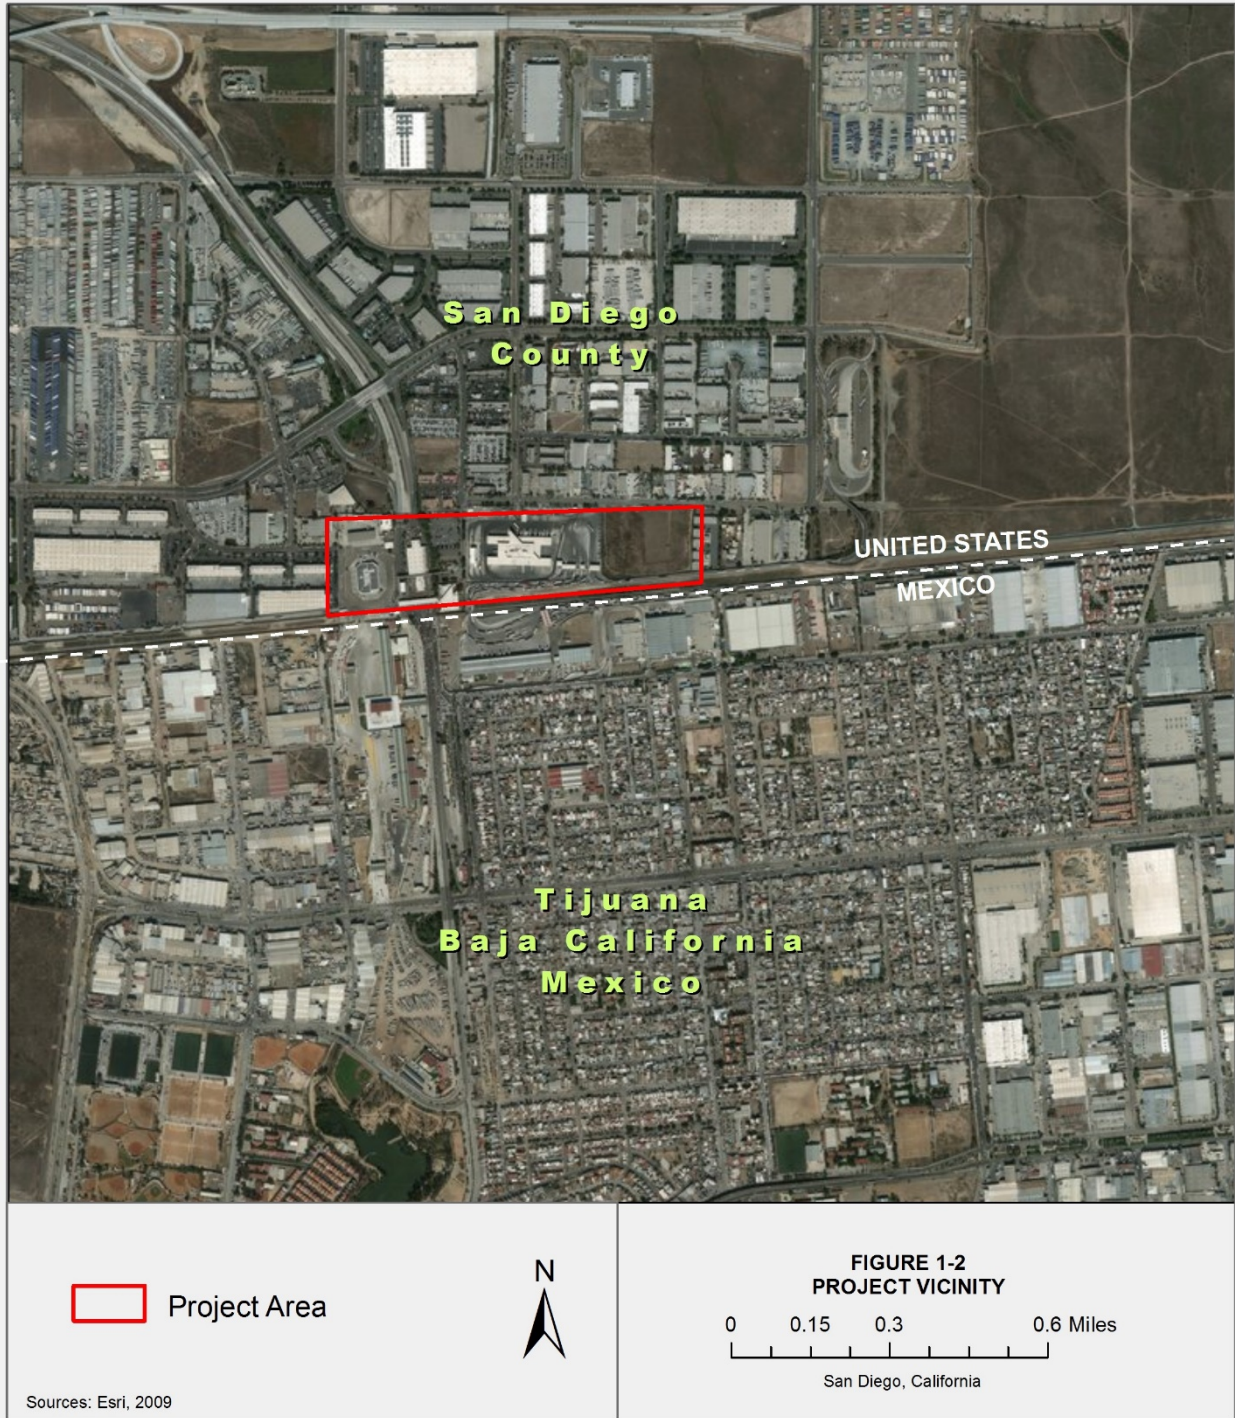 San Diego
County
UNITED STATES
MEXICO
Tijuana
Baja California
Mexico
Project Area
N
Sources: Esri, 2009
FIGURE 1-2
PROJECT VICINITY
0 0.15 0.3 0.6 Miles
San Diego, California